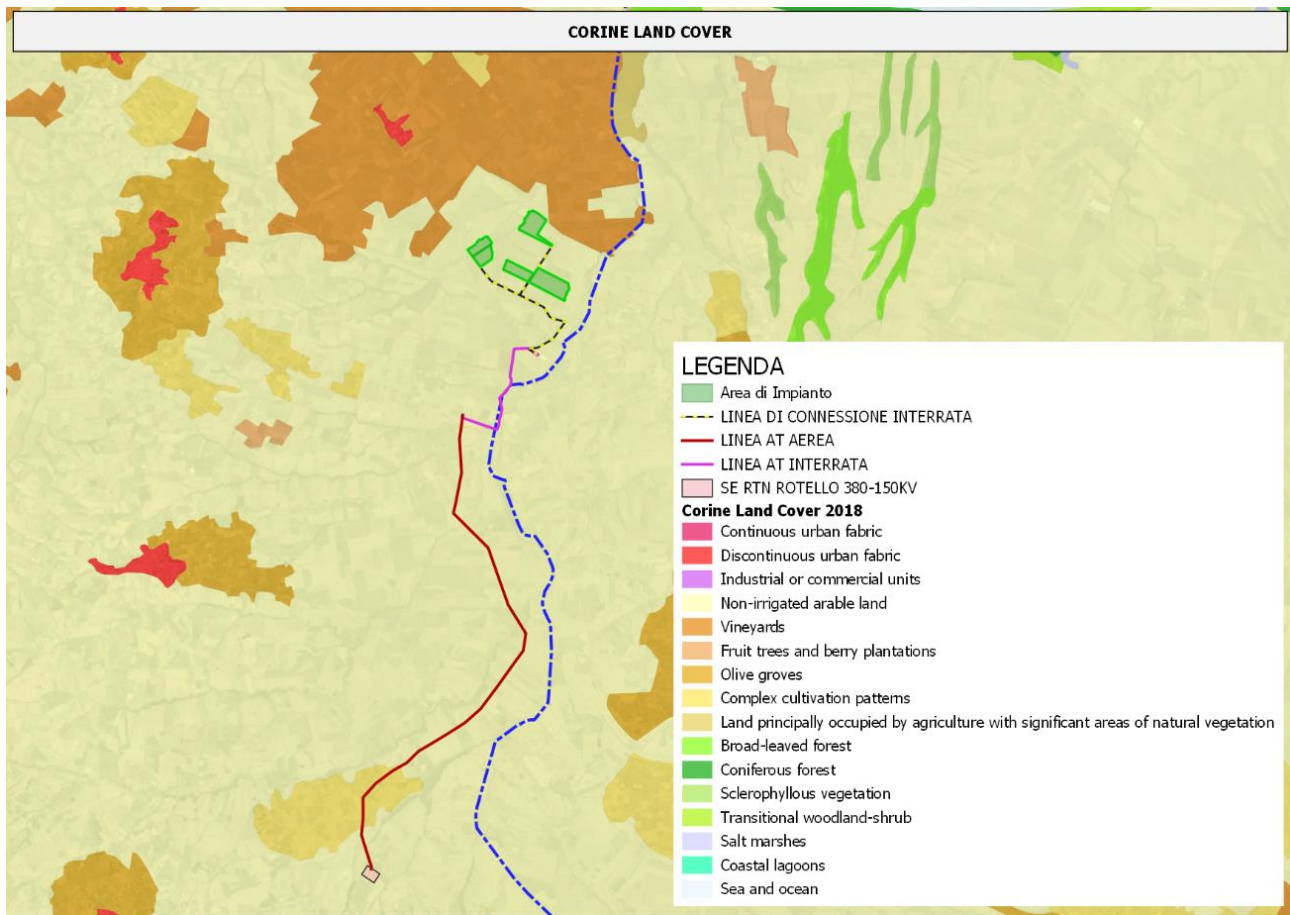 CORINE LAND COVER
LEGENDA
Area di Impianto
LINEA DI CONNESSIONE INTERRATA
LINEA AT AEREA
LINEA AT INTERRATA
SE RTN ROTELLO 380-150KV
Corine Land Cover 2018
Continuous urban fabric
Discontinuous urban fabric
Industrial or commercial units
Non-irrigated arable land
Vineyards
Fruit trees and berry plantations
Olive groves
Complex cultivation patterns
Land principally occupied by agriculture with significant areas of natural vegetation
Broad-leaved forest
Coniferous forest
Sclerophyllous vegetation
Transitional woodland-shrub
Salt marshes
Coastal lagoons
Sea and ocean